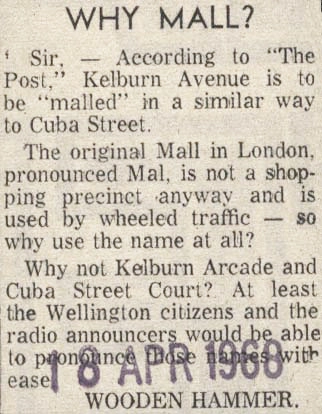 WHY MALL?
' Sir, — According to "The
Post," Kelburn Avenue is to
be "malled" in a similar way
to Cuba Street.
The original Mall in London,
pronounced Mal, is not a shop-
ping precinct anyway and is
used by wheeled traffic — so
why use the name at all?
Why not Kelburn Arcade and
Cuba Street Court? At least
the Wellington citizens and the
radio announcers would be able
to pronounce those names with
ease.
18 APR 1968
WOODEN HAMMER.